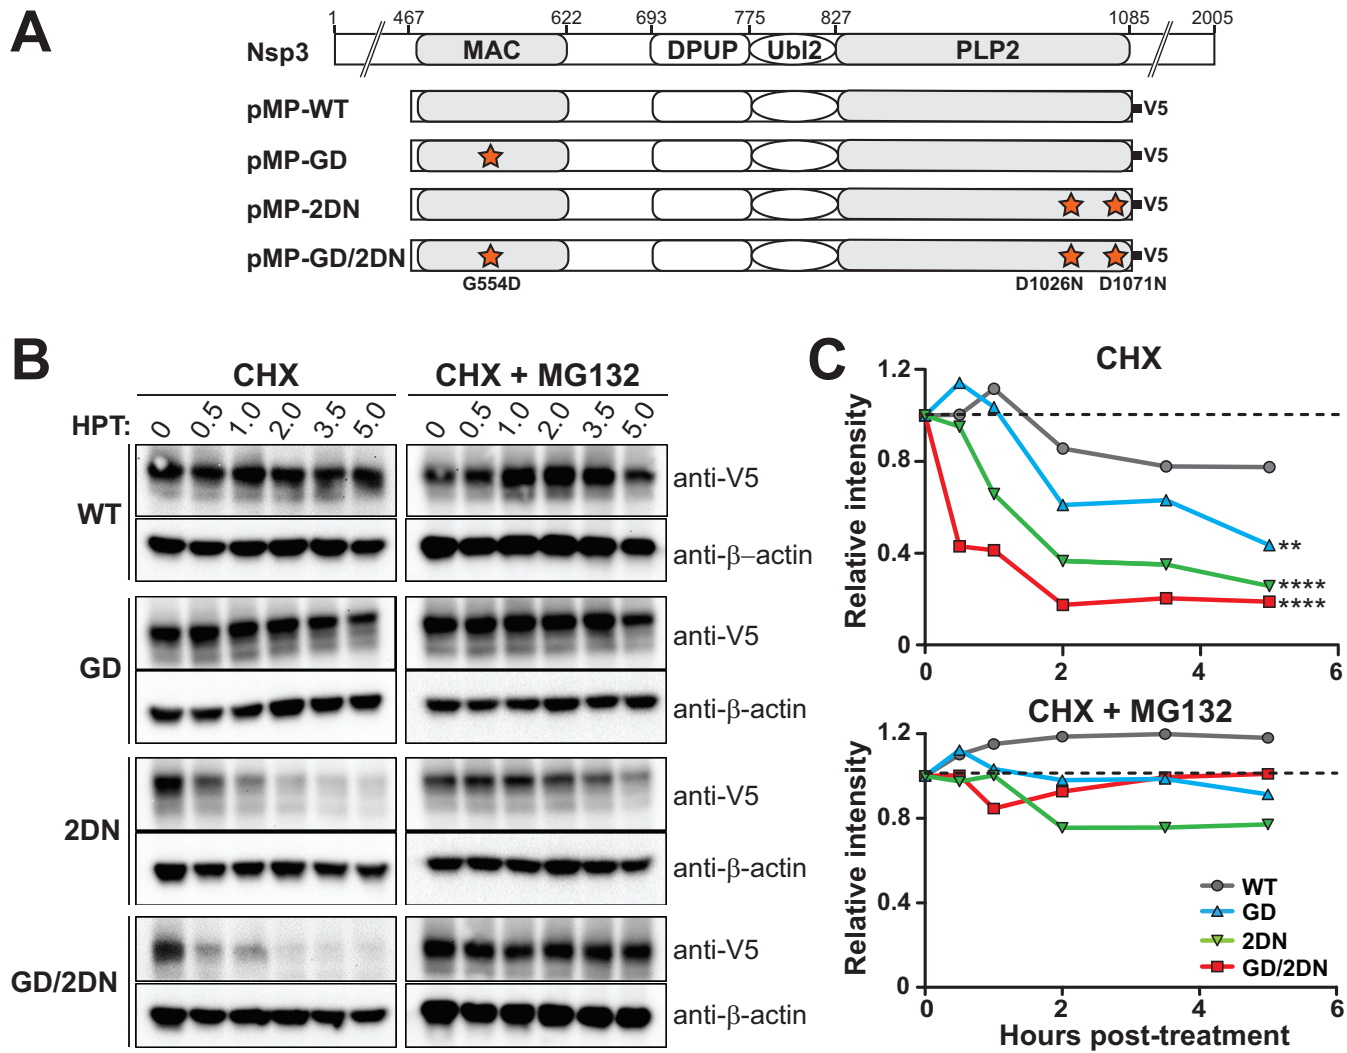 A
1 467 622 693 775 827 1085 2005
Nsp3 MAC DPUP Ubl2 PLP2
pMP-WT V5
pMP-GD V5
pMP-2DN V5
pMP-GD/2DN V5
G554D D1026N D1071N
B
CHX CHX + MG132
HPT: 0 0.5 1.0 2.0 3.5 5.0 0 0.5 1.0 2.0 3.5 5.0
WT
anti-V5
anti-β–actin
GD
anti-V5
anti-β-actin
2DN
anti-V5
anti-β-actin
GD/2DN
anti-V5
anti-β-actin
C
CHX
Relative intensity
1.2
0.8
0.4
0
**
****
****
0 2 4 6
CHX + MG132
Relative intensity
1.2
0.8
0.4
0
WT
GD
2DN
GD/2DN
0 2 4 6
Hours post-treatment